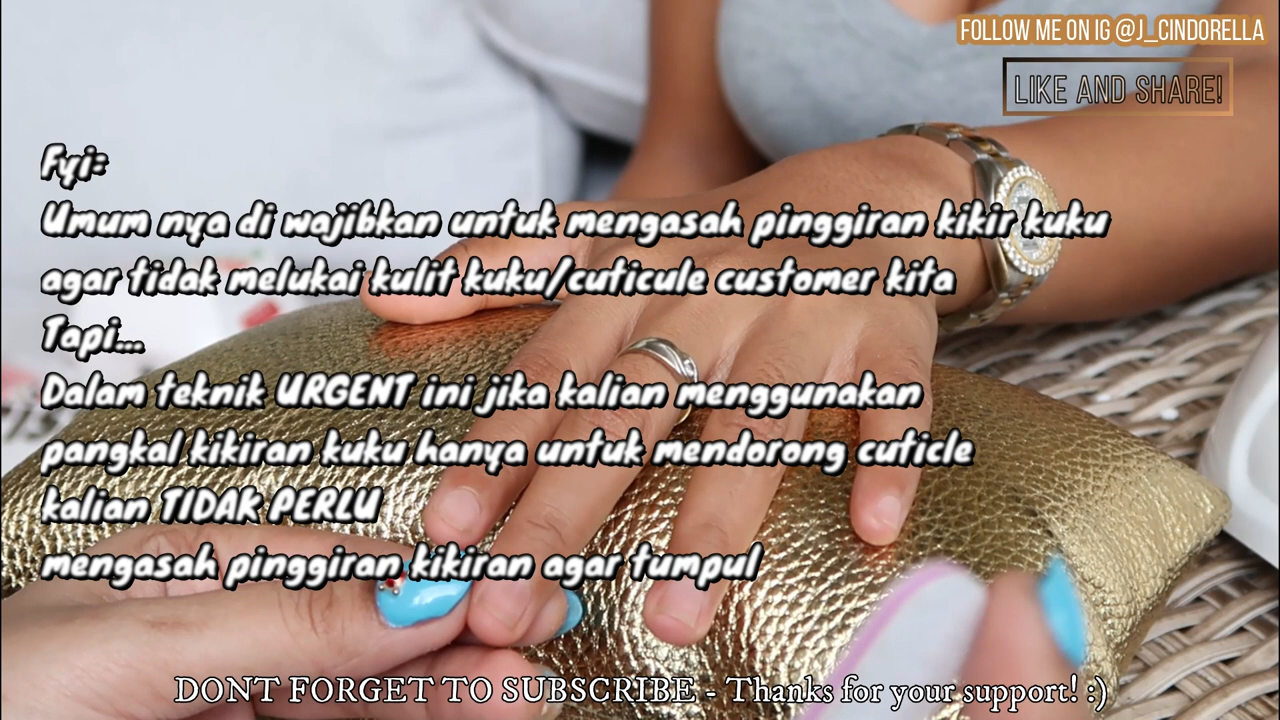 FOLLOW ME ON IG @J_CINDORELLA
LIKE AND SHARE!
Fyi:
Umum nya di wajibkan untuk mengasah pinggiran kikir kuku
agar tidak melukai kulit kuku/cuticule customer kita
Tapi...
Dalam teknik URGENT ini jika kalian menggunakan
pangkal kikiran kuku hanya untuk mendorong cuticle
kalian TIDAK PERLU
mengasah pinggiran kikiran agar tumpul
DONT FORGET TO SUBSCRIBE - Thanks for your support! :)